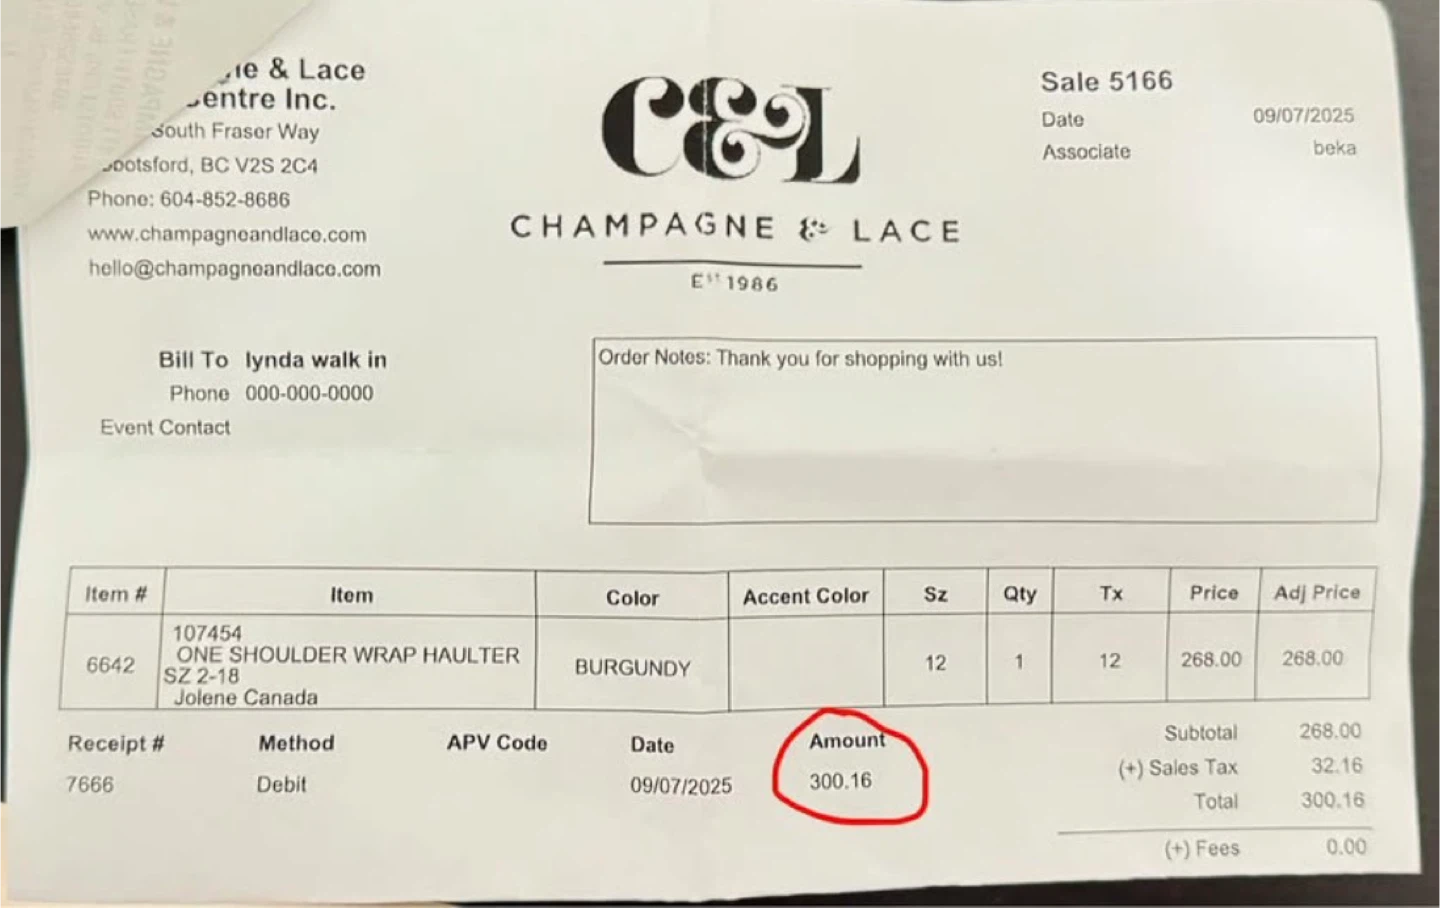 & Lace
entre Inc.
South Fraser Way
bbotsford, BC V2S 2C4
Phone: 604-852-8686
www.champagneandlace.com
hello@champagneandlace.com
C&L
CHAMPAGNE & LACE
Est 1986
Sale 5166
Date 09/07/2025
Associate beka
Bill To lynda walk in
Phone 000-000-0000
Event Contact
Order Notes: Thank you for shopping with us!
Item # Item Color Accent Color Sz Qty Tx Price Adj Price
107454
ONE SHOULDER WRAP HAULTER
6642 SZ 2-18 BURGUNDY 12 1 12 268.00 268.00
Jolene Canada
Receipt # Method APV Code Date Amount
7666 Debit 09/07/2025 300.16
Subtotal 268.00
(+) Sales Tax 32.16
Total 300.16
(+) Fees 0.00